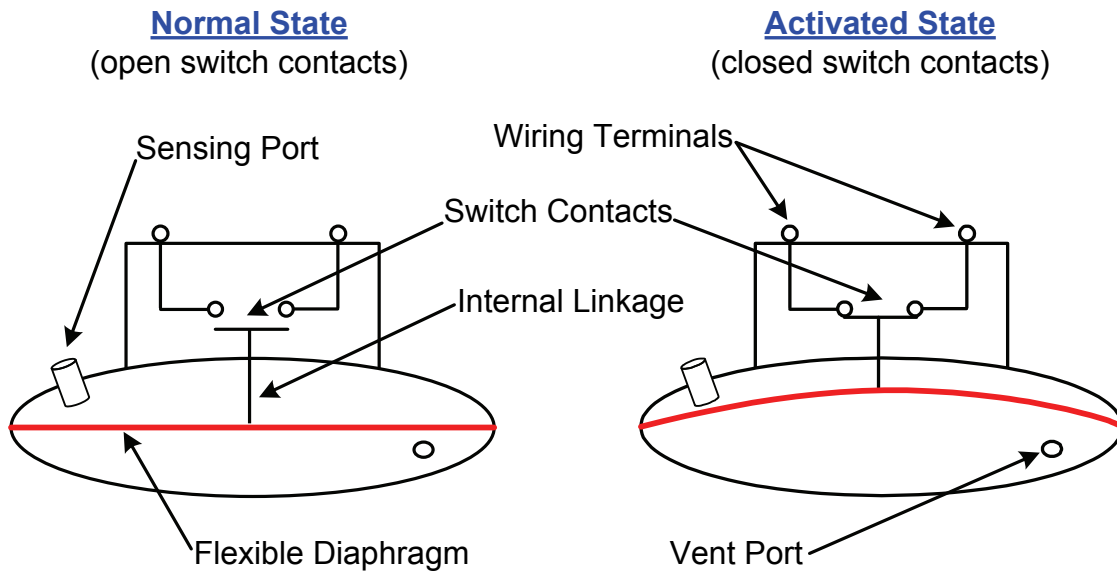 Normal State
(open switch contacts)
Activated State
(closed switch contacts)
Sensing Port
Wiring Terminals
Switch Contacts
Internal Linkage
Flexible Diaphragm
Vent Port